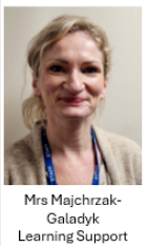 Mrs Majchrzak-
Galadyk
Learning Support